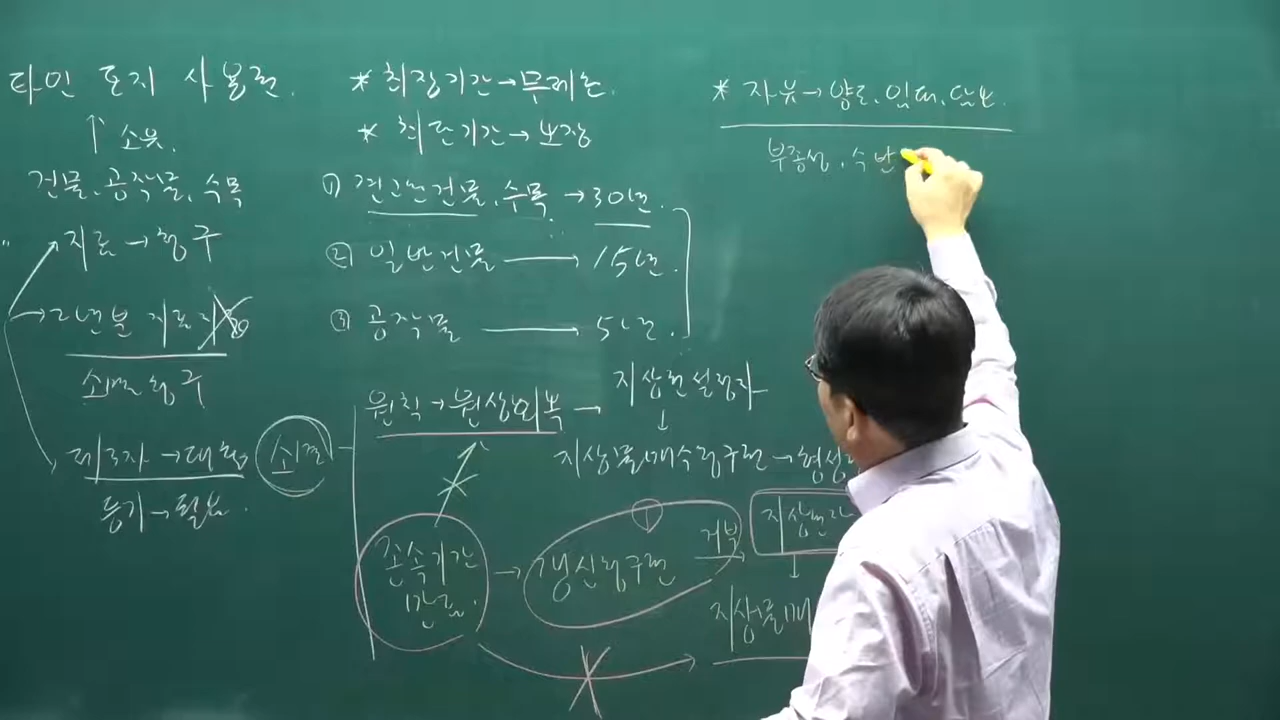 타인 토지 사용권.
↑ 소유.
건물, 공작물, 수목
지료 → 청구
→ 2년분 지료
소멸청구
제3자 → 대항
등기 → 필요.
* 최장기간 → 무제한.
* 최단기간 → 보장
① 견고한건물, 수목 → 30년.
② 일반건물 → 15년.
③ 공작물 → 5년.
소멸
원칙 → 원상회복 → 지상권설정자
↓
지상물매수청구권 → 형성
존속기간 만료. → 갱신청구권 거부
①
지상권자
↓
지상물매
* 자유 → 양도, 임대, 담보.
부종성, 수반